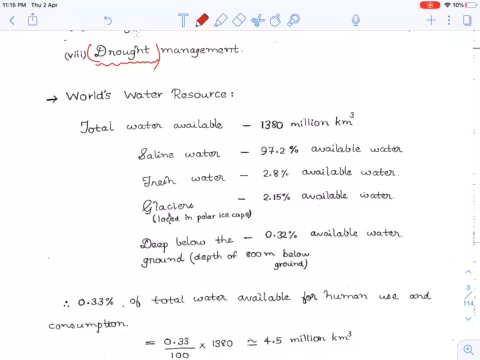 11:15 PM Thu 2 Apr
10%
(viii) Drought management.
→ World's Water Resource:
Total water available – 1380 million km³
Saline water – 97.2% available water
Fresh water – 2.8% available water.
Glaciers – 2.15% available water.
(locked in polar ice caps)
Deep below the – 0.32% available water.
ground (depth of 800 m below
ground)
∴ 0.33% of total water available for human use and
consumption.
= 0.33/100 × 1380 ≃ 4.5 million km³
3
/
114